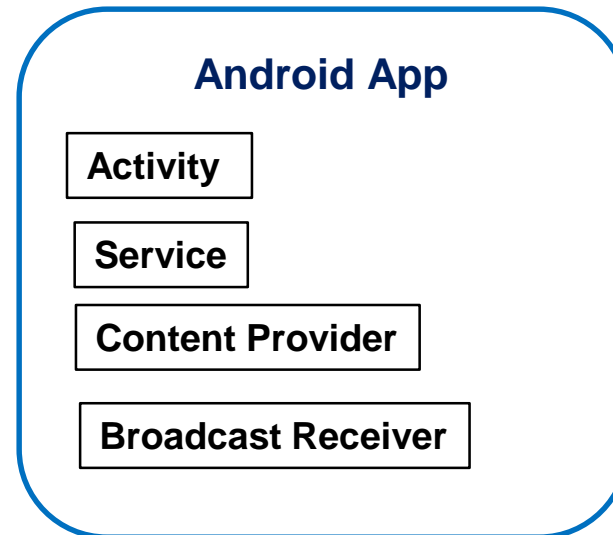 Android App
Activity
Service
Content Provider
Broadcast Receiver